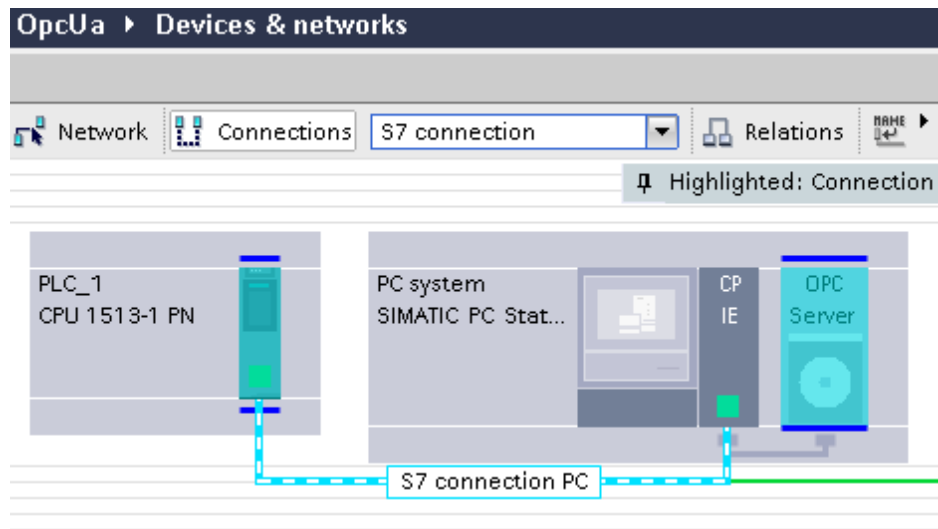 OpcUa ▸ Devices & networks
Network Connections S7 connection Relations NAME
Highlighted: Connection
PLC_1
CPU 1513-1 PN
PC system
SIMATIC PC Stat...
CP
IE
OPC
Server
S7 connection PC